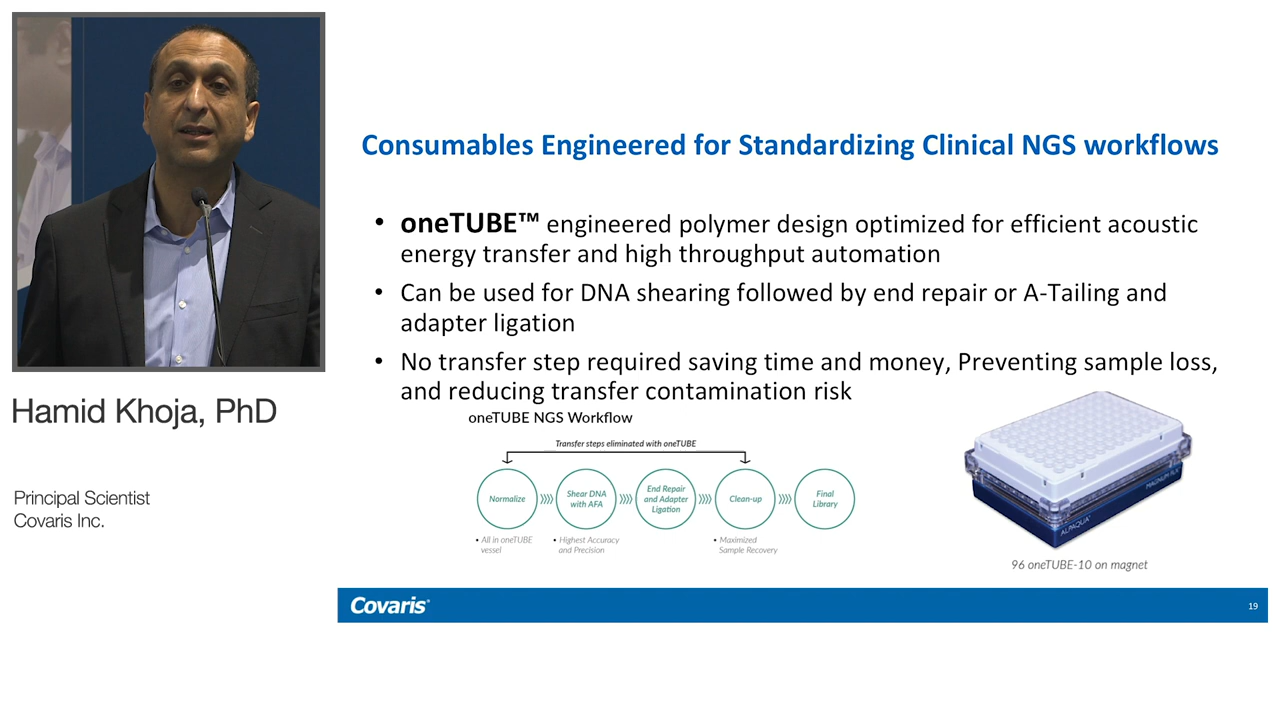 Consumables Engineered for Standardizing Clinical NGS workflows
• oneTUBE™ engineered polymer design optimized for efficient acoustic
energy transfer and high throughput automation
• Can be used for DNA shearing followed by end repair or A-Tailing and
adapter ligation
• No transfer step required saving time and money, Preventing sample loss,
and reducing transfer contamination risk
oneTUBE NGS Workflow
Transfer steps eliminated with oneTUBE
Normalize
Shear DNA
with AFA
End Repair
and Adapter
Ligation
Clean-up
Final
Library
• All in oneTUBE
vessel
• Highest Accuracy
and Precision
• Maximized
Sample Recovery
ALPAQUA
96 oneTUBE-10 on magnet
Hamid Khoja, PhD
Principal Scientist
Covaris Inc.
Covaris
19